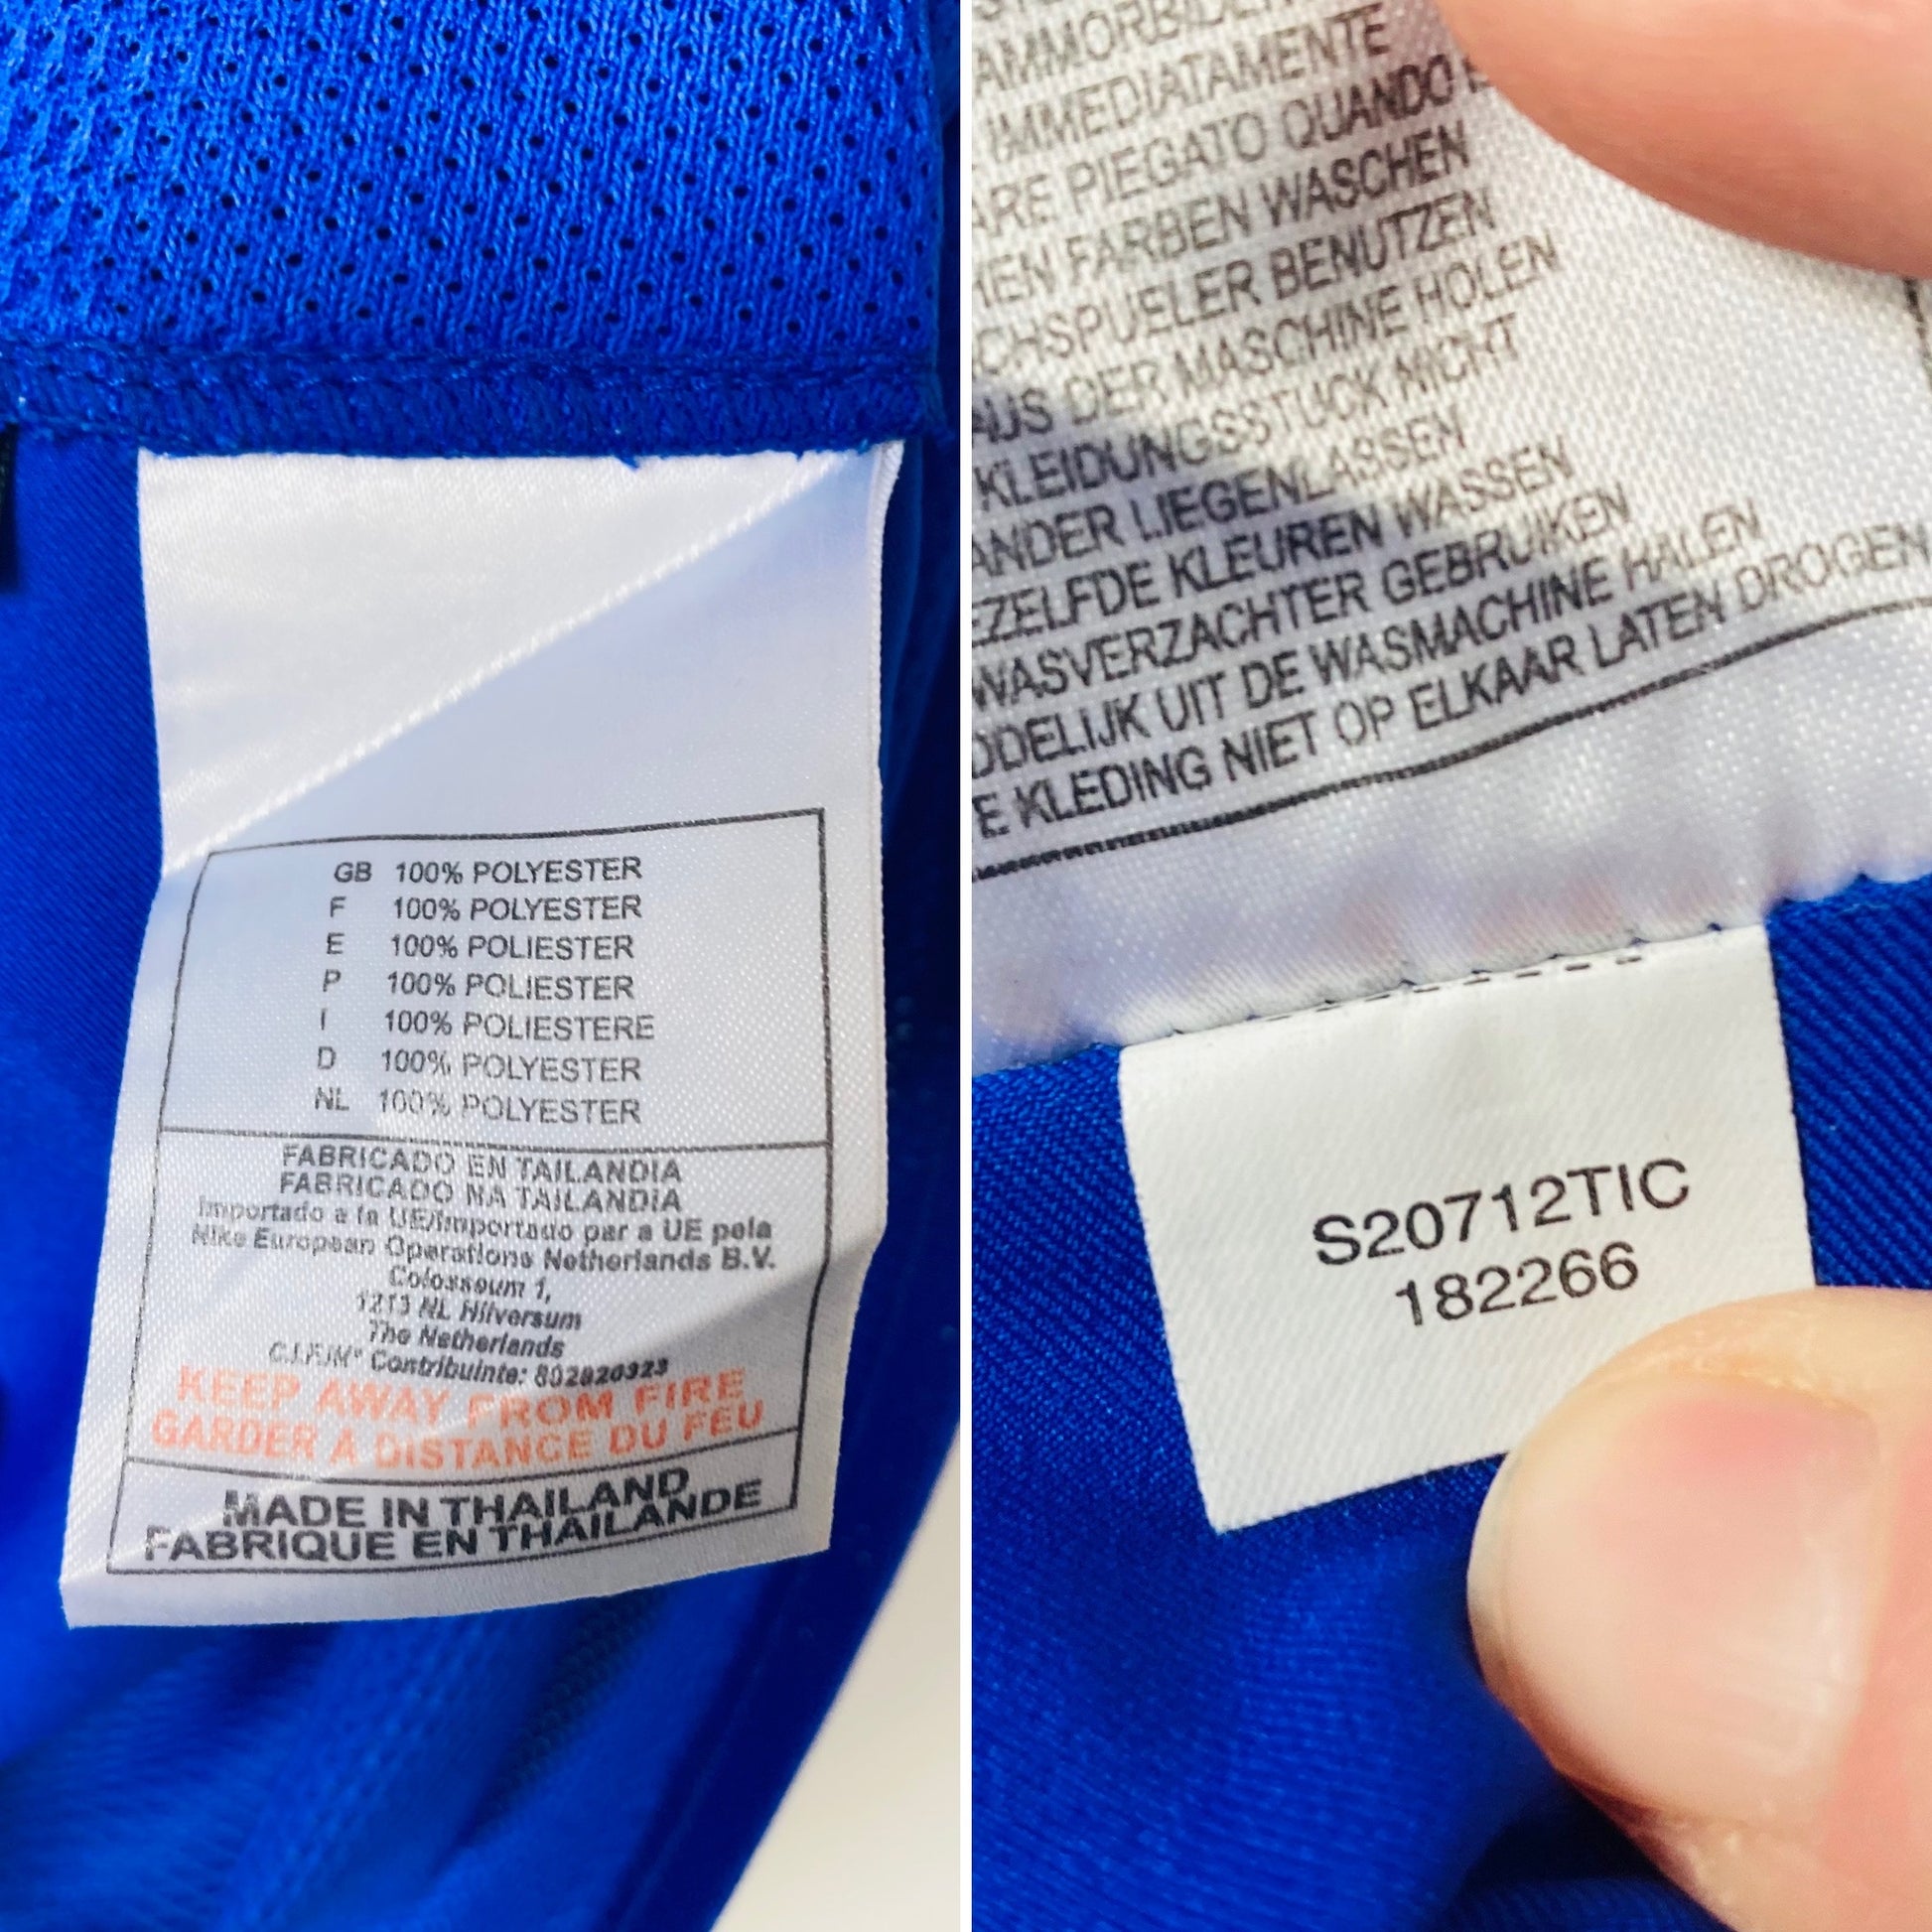 GB 100% POLYESTER
F 100% POLYESTER
E 100% POLIESTER
P 100% POLIESTER
I 100% POLIESTERE
D 100% POLYESTER
NL 100% POLYESTER
FABRICADO EN TAILANDIA
FABRICADO NA TAILANDIA
Importado a la UE/Importado par a UE pela
Nike European Operations Netherlands B.V.
Colosseum 1,
1213 NL Hilversum
The Netherlands
Contribuinte: 802820323
KEEP AWAY FROM FIRE
GARDER A DISTANCE DU FEU
MADE IN THAILAND
FABRIQUE EN THAILANDE
IMMEDIATAMENTE
ARE PIEGATO QUANDO
HEN FARBEN WASCHEN
CHSPUELER BENUTZEN
AUS DER MASCHINE HOLEN
KLEIDUNGSSTUCK NICHT
ANDER LIEGENLASSEN
EZELFDE KLEUREN WASSEN
WASVERZACHTER GEBRUIKEN
DDELIJK UIT DE WASMACHINE HALEN
E KLEDING NIET OP ELKAAR LATEN DROGEN
S20712TIC
182266